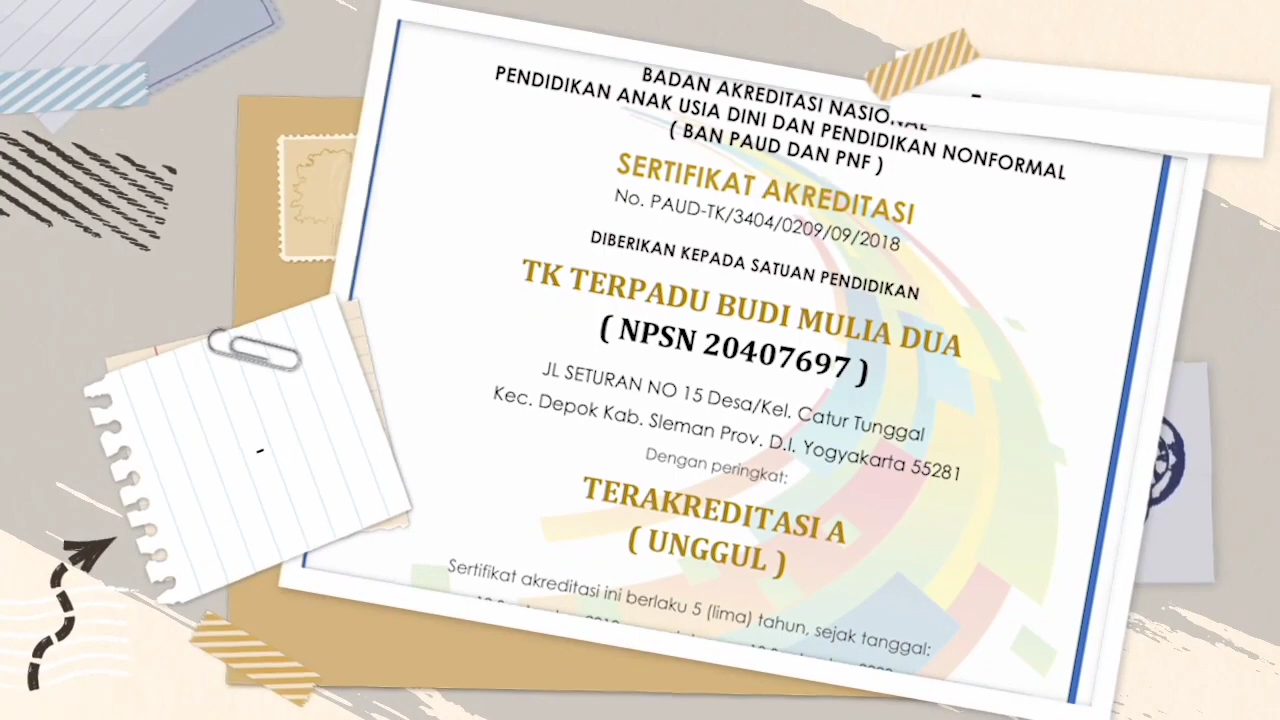 BADAN AKREDITASI NASIONAL
PENDIDIKAN ANAK USIA DINI DAN PENDIDIKAN NONFORMAL
( BAN PAUD DAN PNF )
SERTIFIKAT AKREDITASI
No. PAUD-TK/3404/0209/09/2018
DIBERIKAN KEPADA SATUAN PENDIDIKAN
TK TERPADU BUDI MULIA DUA
( NPSN 20407697 )
JL SETURAN NO 15 Desa/Kel. Catur Tunggal
Kec. Depok Kab. Sleman Prov. D.I. Yogyakarta 55281
Dengan peringkat:
TERAKREDITASI A
( UNGGUL )
Sertifikat akreditasi ini berlaku 5 (lima) tahun, sejak tanggal:
-
-